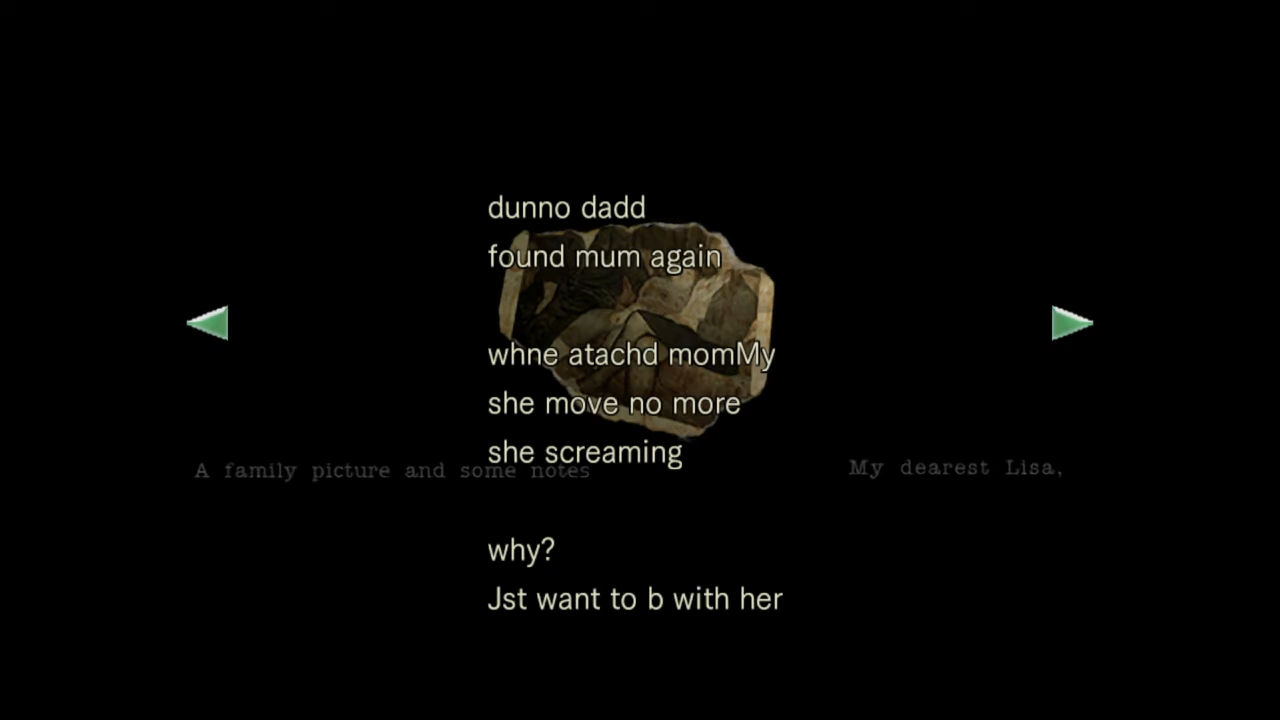 dunno dadd
found mum again
whne atachd momMy
she move no more
she screaming
A family picture and some notes
My dearest Lisa,
why?
Jst want to b with her